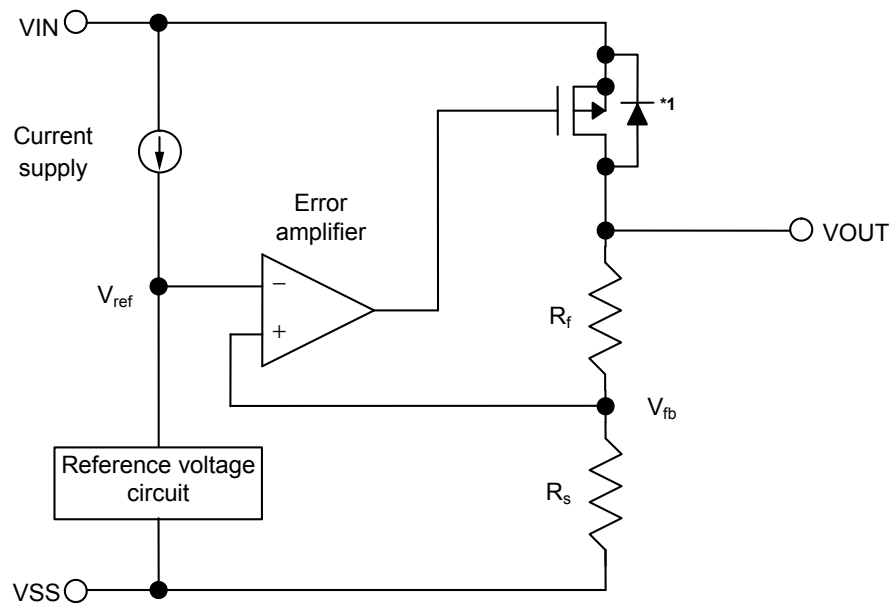 VIN
*1
Current
supply
Error
amplifier
VOUT
Vref
−
+
Rf
Vfb
Reference voltage
circuit
Rs
VSS